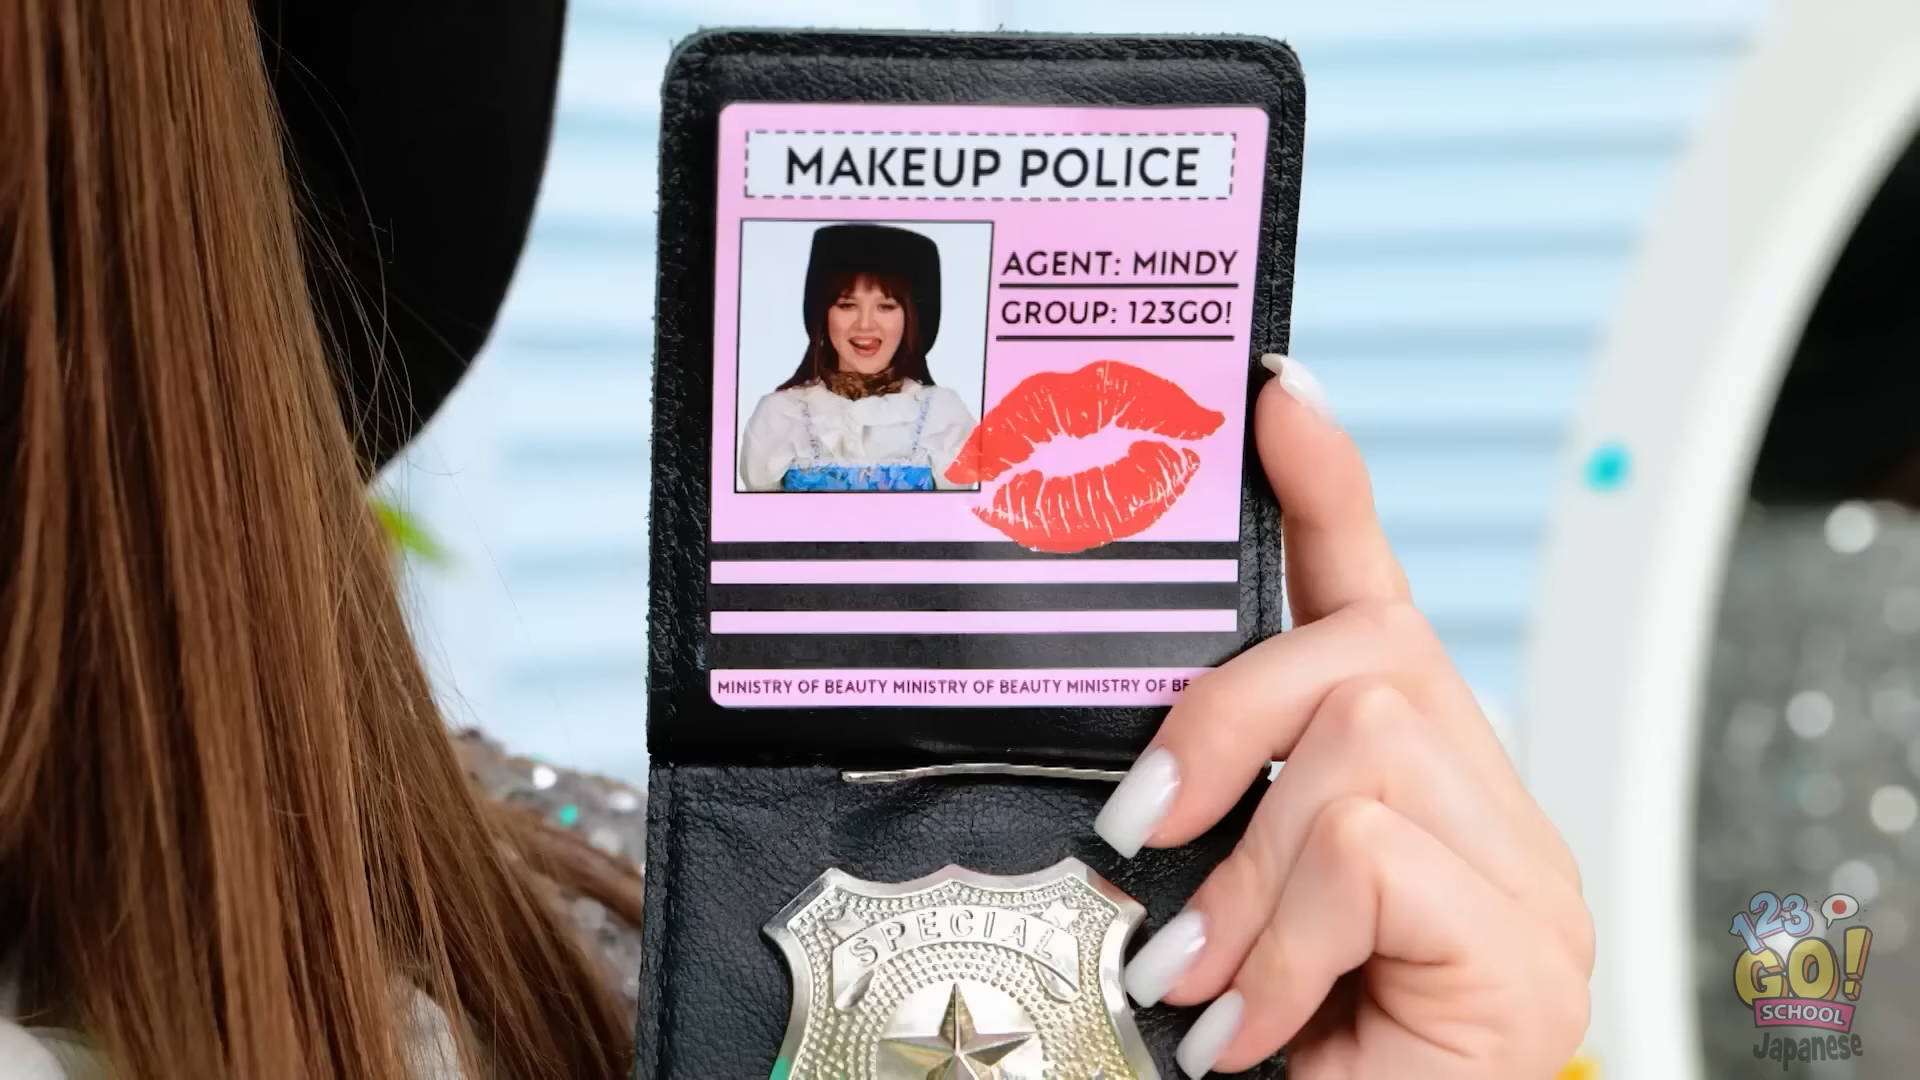 MAKEUP POLICE
AGENT: MINDY
GROUP: 123GO!
MINISTRY OF BEAUTY MINISTRY OF BEAUTY MINISTRY OF
SPECIAL
123
GO!
SCHOOL
Japanese